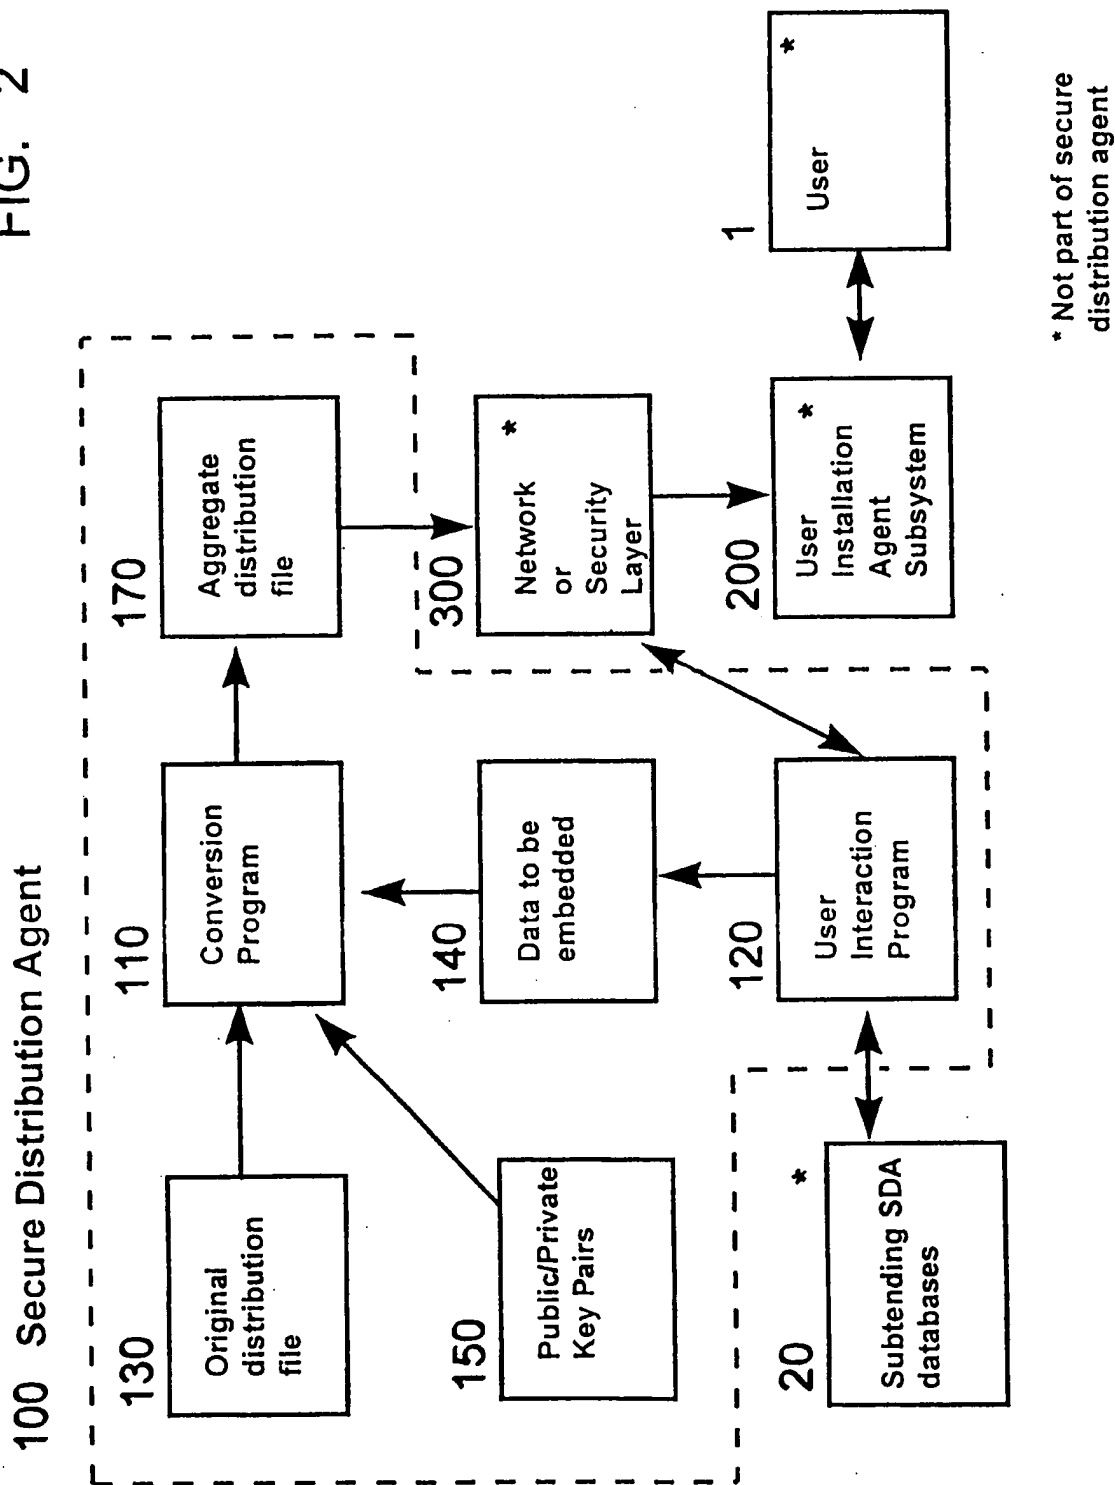 FIG. 2
100 Secure Distribution Agent
130
Original
distribution
file
110
Conversion
Program
170
Aggregate
distribution
file
150
Public/Private
Key Pairs
140
Data to be
embedded
300
Network *
or
Security
Layer
20
*
Subtending SDA
databases
120
User
Interaction
Program
200
User *
Installation
Agent
Subsystem
1
User *
* Not part of secure
distribution agent